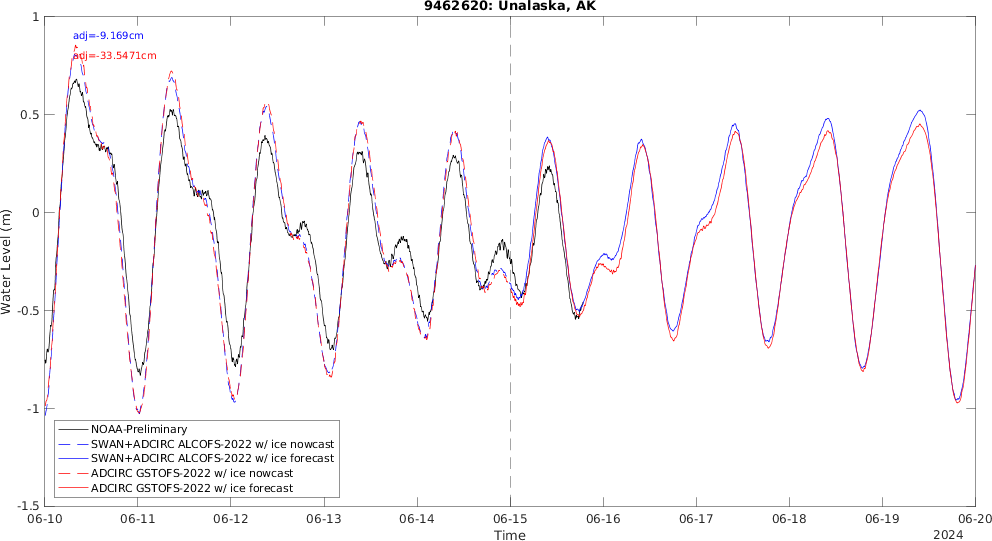 9462620: Unalaska, AK
adj=-9.169cm
adj=-33.5471cm
Water Level (m)
1
0.5
0
-0.5
-1
-1.5
NOAA-Preliminary
SWAN+ADCIRC ALCOFS-2022 w/ ice nowcast
SWAN+ADCIRC ALCOFS-2022 w/ ice forecast
ADCIRC GSTOFS-2022 w/ ice nowcast
ADCIRC GSTOFS-2022 w/ ice forecast
06-10 06-11 06-12 06-13 06-14 06-15 06-16 06-17 06-18 06-19 06-20
Time
2024